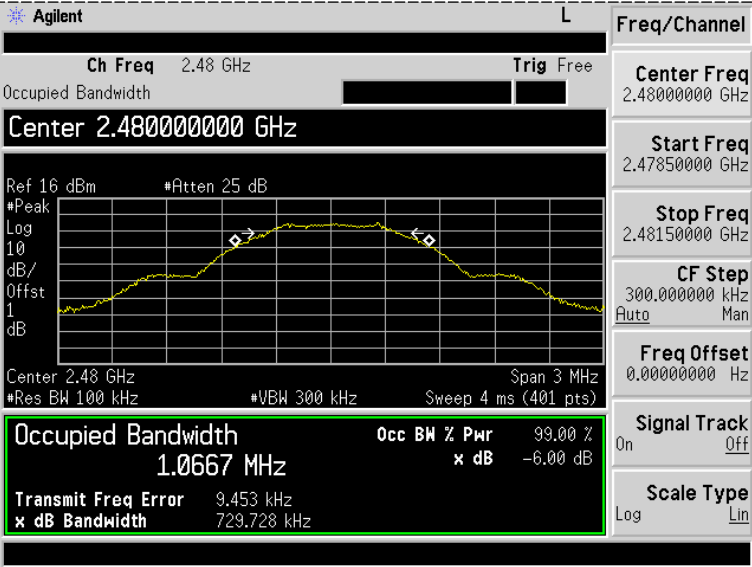 Agilent L
Freq/Channel
Ch Freq 2.48 GHz Trig Free
Occupied Bandwidth
Center 2.480000000 GHz
Ref 16 dBm #Atten 25 dB
#Peak
Log
10
dB/
Offst
1
dB
Center 2.48 GHz Span 3 MHz
#Res BW 100 kHz #VBW 300 kHz Sweep 4 ms (401 pts)
Occupied Bandwidth Occ BW % Pwr 99.00 %
1.0667 MHz x dB -6.00 dB
Transmit Freq Error 9.453 kHz
x dB Bandwidth 729.728 kHz
Center Freq
2.48000000 GHz
Start Freq
2.47850000 GHz
Stop Freq
2.48150000 GHz
CF Step
300.000000 kHz
Auto Man
Freq Offset
0.00000000 Hz
Signal Track
On Off
Scale Type
Log Lin